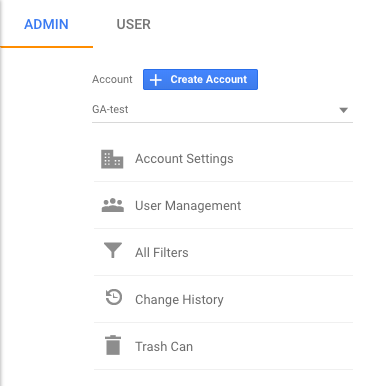 ADMIN USER
Account + Create Account
GA-test
Account Settings
User Management
All Filters
Change History
Trash Can